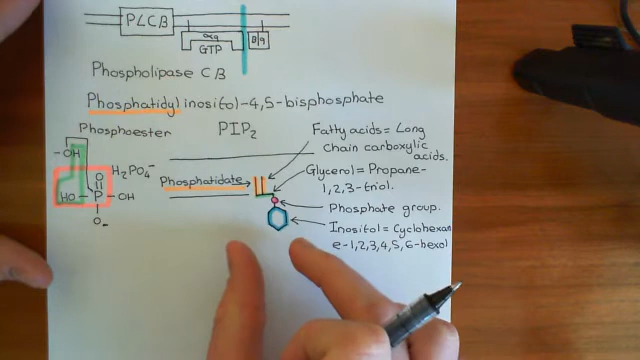 PLCβ
αq
GTP
β γ
Phospholipase Cβ
Phosphatidyl inositol-4,5-bisphosphate
Phosphoester
PIP2
-OH
H2PO4-
O
HO-P-OH
O-
Phosphatidate
Fatty acids = Long
chain carboxylic
acids.
Glycerol = Propane-
1,2,3-triol.
Phosphate group.
Inositol = Cyclohexan
e-1,2,3,4,5,6-hexol